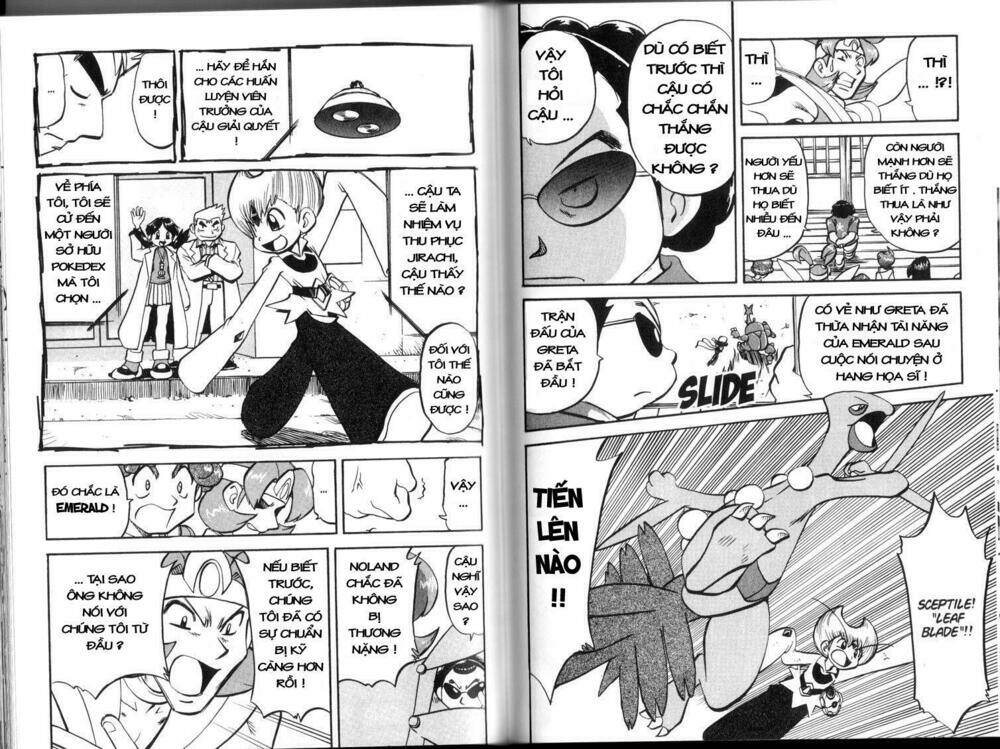 ... HÃY ĐỂ HẮN
CHO CÁC HUẤN
LUYỆN VIÊN
TRƯỞNG CỦA
CẬU GIẢI QUYẾT
!
THÔI
ĐƯỢC
...
VỀ PHÍA
TÔI, TÔI SẼ
CỬ ĐẾN
MỘT NGƯỜI
SỞ HỮU
POKEDEX
MÀ TÔI
CHỌN ...
... CẬU TA
SẼ LÀM
NHIỆM VỤ
THU PHỤC
JIRACHI,
CẬU THẤY
THẾ NÀO ?
ĐỐI VỚI
TÔI THẾ
NÀO
CŨNG
ĐƯỢC !
VẬY
...
...
ĐÓ CHẮC LÀ
EMERALD !
CẬU
NGHĨ
VẬY
SAO
?
NOLAND
CHẮC ĐÃ
KHÔNG
BỊ
THƯƠNG
NẶNG !
NẾU BIẾT
TRƯỚC,
CHÚNG
TÔI ĐÃ CÓ
SỰ CHUẨN
BỊ KỸ
CÀNG HƠN
RỒI !
... TẠI SAO
ÔNG KHÔNG
NÓI VỚI
CHÚNG TÔI TỪ
ĐẦU ?
VẬY
TÔI
HỎI
CẬU ...
DÙ CÓ BIẾT
TRƯỚC THÌ
CẬU CÓ
CHẮC CHẮN
THẮNG
ĐƯỢC
KHÔNG ?
THÌ
...
THÌ
... !?!
NGƯỜI YẾU
HƠN SẼ
THUA DÙ
HỌ BIẾT
NHIỀU ĐẾN
ĐÂU ...
CÒN NGƯỜI
MẠNH HƠN SẼ
THẮNG DÙ HỌ
BIẾT ÍT . THẮNG
THUA LÀ NHƯ
VẬY PHẢI
KHÔNG ?
TRẬN
ĐẤU CỦA
GRETA
ĐÃ BẮT
ĐẦU !
CÓ VẺ NHƯ GRETA ĐÃ
THỪA NHẬN TÀI NĂNG
CỦA EMERALD SAU
CUỘC NÓI CHUYỆN Ở
HANG HỌA SĨ !
SLIDE
TIẾN
LÊN
NÀO
!!
SCEPTILE!
"LEAF
BLADE"!!